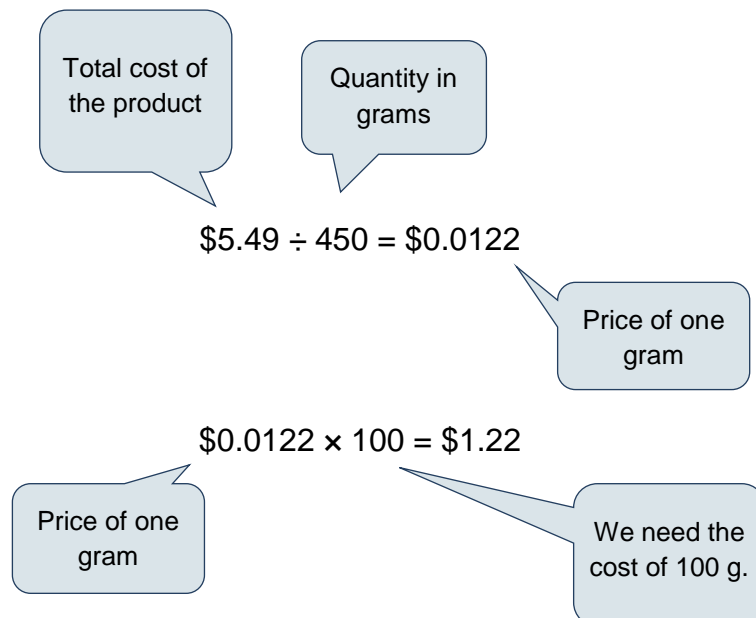 Total cost of
the product
Quantity in
grams
$5.49 ÷ 450 = $0.0122
Price of one
gram
$0.0122 × 100 = $1.22
Price of one
gram
We need the
cost of 100 g.